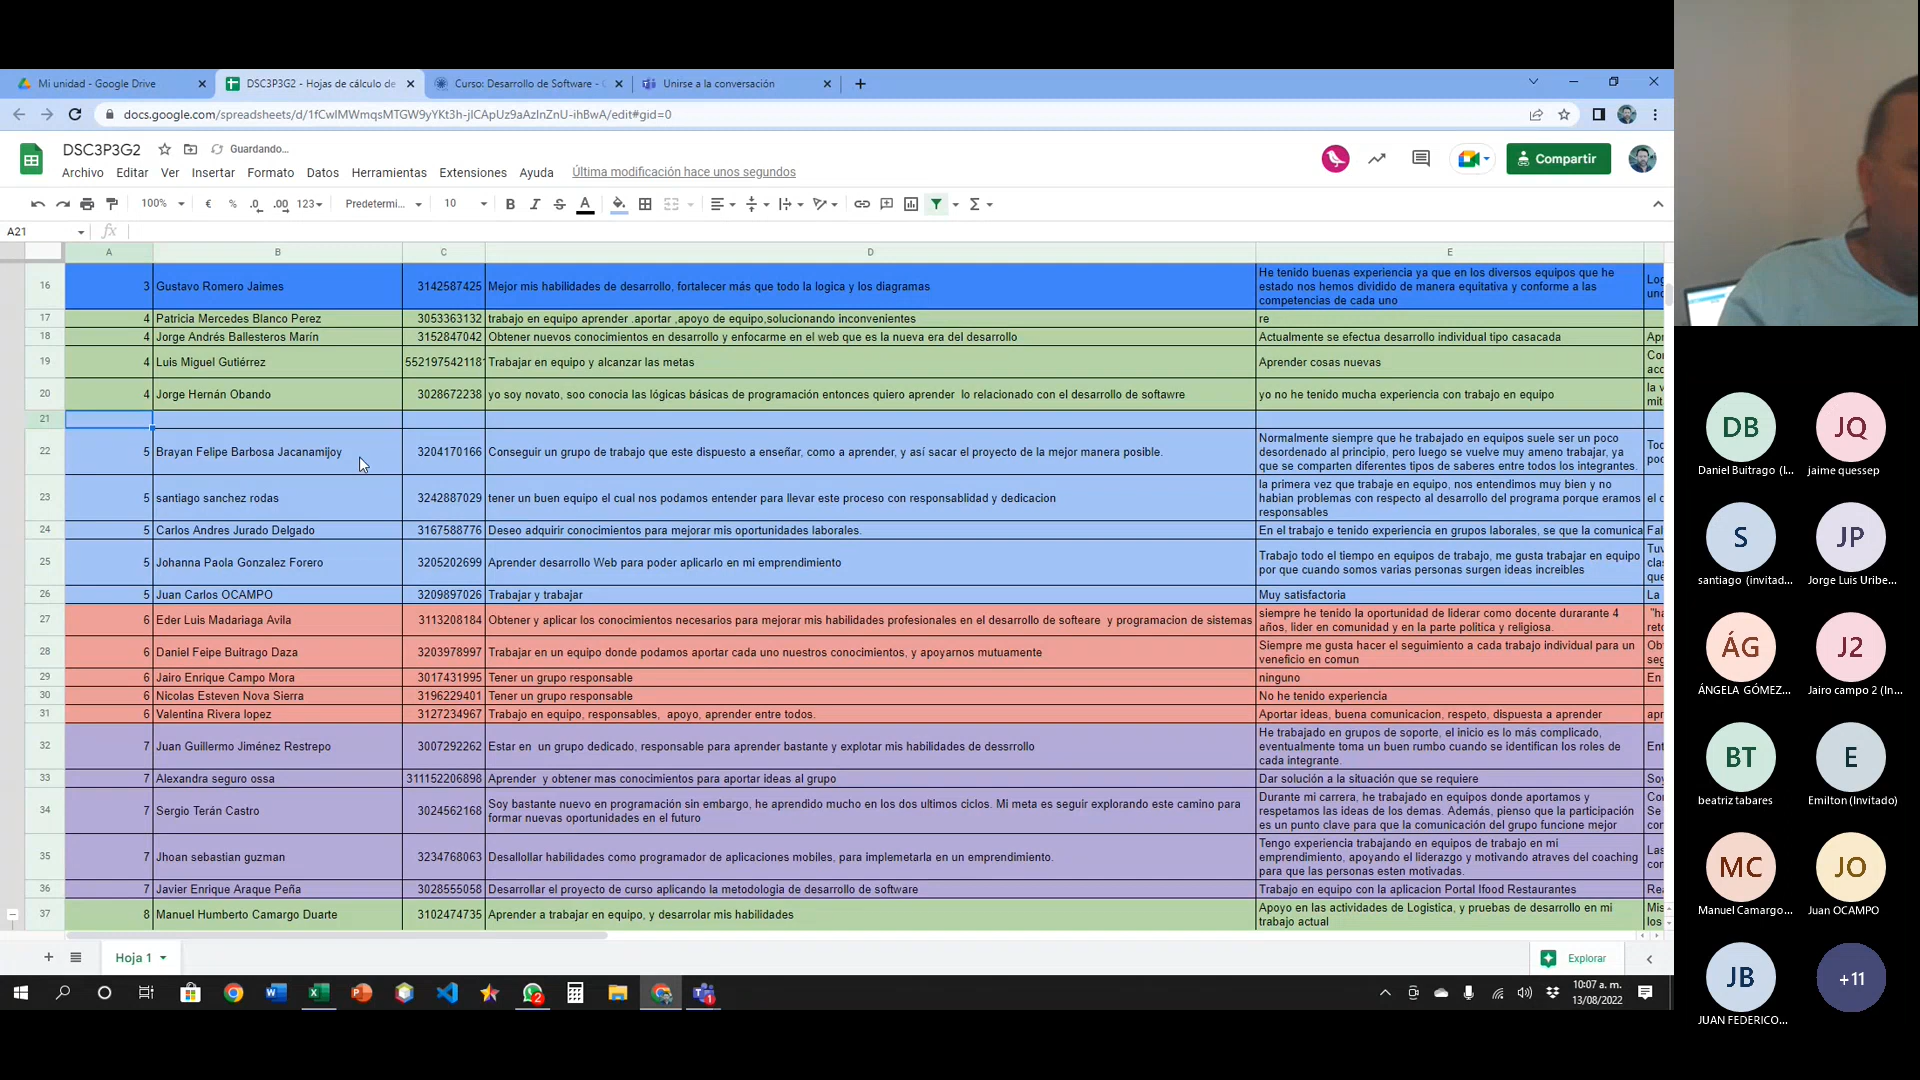 Mi unidad - Google Drive
DSC3P3G2 - Hojas de cálculo de
Curso: Desarrollo de Software -
Unirse a la conversación
docs.google.com/spreadsheets/d/1fCwIMWmqsMTGW9yYKt3h-jlCApUz9aAzlnZnU-ihBwA/edit#gid=0
DSC3P3G2
Guardando...
Archivo Editar Ver Insertar Formato Datos Herramientas Extensiones Ayuda Última modificación hace unos segundos
Compartir
100% € % .0 .00 123 Predetermi... 10 B I S A Σ
A21 fx
A B C D E
16 3 Gustavo Romero Jaimes 3142587425 Mejor mis habilidades de desarrollo, fortalecer más que todo la logica y los diagramas
He tenido buenas experiencia ya que en los diversos equipos que he
estado nos hemos dividido de manera equitativa y conforme a las
competencias de cada uno
17 4 Patricia Mercedes Blanco Perez 3053363132 trabajo en equipo aprender .aportar ,apoyo de equipo,solucionando inconvenientes re
18 4 Jorge Andrés Ballesteros Marín 3152847042 Obtener nuevos conocimientos en desarrollo y enfocarme en el web que es la nueva era del desarrollo Actualmente se efectua desarrollo individual tipo casacada
19 4 Luis Miguel Gutiérrez 552197542118 Trabajar en equipo y alcanzar las metas Aprender cosas nuevas
20 4 Jorge Hernán Obando 3028672238 yo soy novato, soo conocia las lógicas básicas de programación entonces quiero aprender lo relacionado con el desarrollo de sofawre yo no he tenido mucha experiencia con trabajo en equipo
21
22 5 Brayan Felipe Barbosa Jacanamijoy 3204170166 Conseguir un grupo de trabajo que este dispuesto a enseñar, como a aprender, y así sacar el proyecto de la mejor manera posible.
Normalmente siempre que he trabajado en equipos suele ser un poco
desordenado al principio, pero luego se vuelve muy ameno trabajar, ya
que se comparten diferentes tipos de saberes entre todos los integrantes.
23 5 santiago sanchez rodas 3242887029 tener un buen equipo el cual nos podamos entender para llevar este proceso con responsablidad y dedicacion
la primera vez que trabaje en equipo, nos entendimos muy bien y no
habian problemas con respecto al desarrollo del programa porque eramos
responsables
24 5 Carlos Andres Jurado Delgado 3167588776 Deseo adquirir conocimientos para mejorar mis oportunidades laborales. En el trabajo e tenido experiencia en grupos laborales, se que la comunica
25 5 Johanna Paola Gonzalez Forero 3205202699 Aprender desarrollo Web para poder aplicarlo en mi emprendimiento
Trabajo todo el tiempo en equipos de trabajo, me gusta trabajar en equipo
por que cuando somos varias personas surgen ideas increibles
26 5 Juan Carlos OCAMPO 3209897026 Trabajar y trabajar Muy satisfactoria La
27 6 Eder Luis Madariaga Avila 3113208184 Obtener y aplicar los conocimientos necesarios para mejorar mis habilidades profesionales en el desarrollo de softeare y programacion de sistemas
siempre he tenido la oportunidad de liderar como docente durarante 4
años, lider en comunidad y en la parte politica y religiosa.
28 6 Daniel Feipe Buitrago Daza 3203978997 Trabajar en un equipo donde podamos aportar cada uno nuestros conocimientos, y apoyarnos mutuamente
Siempre me gusta hacer el seguimiento a cada trabajo individual para un
veneficio en comun
29 6 Jairo Enrique Campo Mora 3017431995 Tener un grupo responsable ninguno En
30 6 Nicolas Esteven Nova Sierra 3196229401 Tener un grupo responsable No he tenido experiencia
31 6 Valentina Rivera lopez 3127234967 Trabajo en equipo, responsables, apoyo, aprender entre todos. Aportar ideas, buena comunicacion, respeto, dispuesta a aprender apr
32 7 Juan Guillermo Jiménez Restrepo 3007292262 Estar en un grupo dedicado, responsable para aprender bastante y explotar mis habilidades de dessrrollo
He trabajado en grupos de soporte, el inicio es lo más complicado,
eventualmente toma un buen rumbo cuando se identifican los roles de
cada integrante.
33 7 Alexandra seguro ossa 311152206898 Aprender y obtener mas conocimientos para aportar ideas al grupo Dar solución a la situación que se requiere
34 7 Sergio Terán Castro 3024562168
Soy bastante nuevo en programación sin embargo, he aprendido mucho en los dos ultimos ciclos. Mi meta es seguir explorando este camino para
formar nuevas oportunidades en el futuro
Durante mi carrera, he trabajado en equipos donde aportamos y
respetamos las ideas de los demas. Además, pienso que la participación
es un punto clave para que la comunicación del grupo funcione mejor
35 7 Jhoan sebastian guzman 3234768063 Desallollar habilidades como programador de aplicaciones mobiles, para implemetarla en un emprendimiento.
Tengo experiencia trabajando en equipos de trabajo en mi
emprendimiento, apoyando el liderazgo y motivando atraves del coaching
para que las personas esten motivadas.
36 7 Javier Enrique Araque Peña 3028555058 Desarrollar el proyecto de curso aplicando la metodologia de desarrollo de software Trabajo en equipo con la aplicacion Portal Ifood Restaurantes
37 8 Manuel Humberto Camargo Duarte 3102474735 Aprender a trabajar en equipo, y desarrolar mis habilidades
Apoyo en las actividades de Logistica, y pruebas de desarrollo en mi
trabajo actual
Hoja 1
Explorar
10:07 a. m.
13/08/2022
DB JQ
Daniel Buitrago (I... jaime quessep
S JP
santiago (invitad... Jorge Luis Uribe...
ÁG J2
ÁNGELA GÓMEZ... Jairo campo 2 (In...
BT E
beatriz tabares Emilton (Invitado)
MC JO
Manuel Camargo... Juan OCAMPO
JB +11
JUAN FEDERICO...